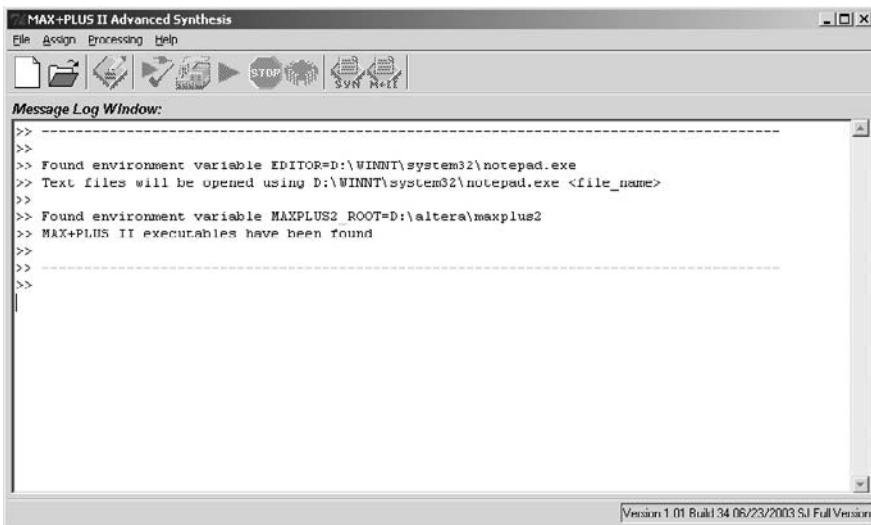 MAX+PLUS II Advanced Synthesis
File Assign Processing Help
STOP
SYN
Message Log Window:
>> ---------------------------------------------------------------------------------------
>>
>> Found environment variable EDITOR=D:\WINNT\system32\notepad.exe
>> Text files will be opened using D:\WINNT\system32\notepad.exe <file_name>
>>
>> Found environment variable MAXPLUS2_ROOT=D:\altera\maxplus2
>> MAX+PLUS II executables have been found
>>
>> ---------------------------------------------------------------------------------------
>>
Version 1.01 Build 34 06/23/2003 SJ Full Version